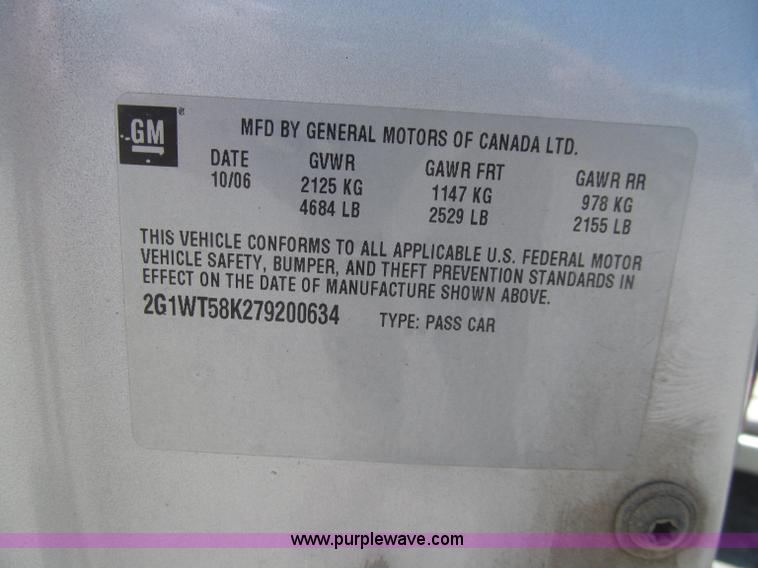 GM
MFD BY GENERAL MOTORS OF CANADA LTD.
DATE GVWR GAWR FRT GAWR RR
10/06 2125 KG 1147 KG 978 KG
4684 LB 2529 LB 2155 LB
THIS VEHICLE CONFORMS TO ALL APPLICABLE U.S. FEDERAL MOTOR
VEHICLE SAFETY, BUMPER, AND THEFT PREVENTION STANDARDS IN
EFFECT ON THE DATE OF MANUFACTURE SHOWN ABOVE.
2G1WT58K279200634 TYPE: PASS CAR
www.purplewave.com